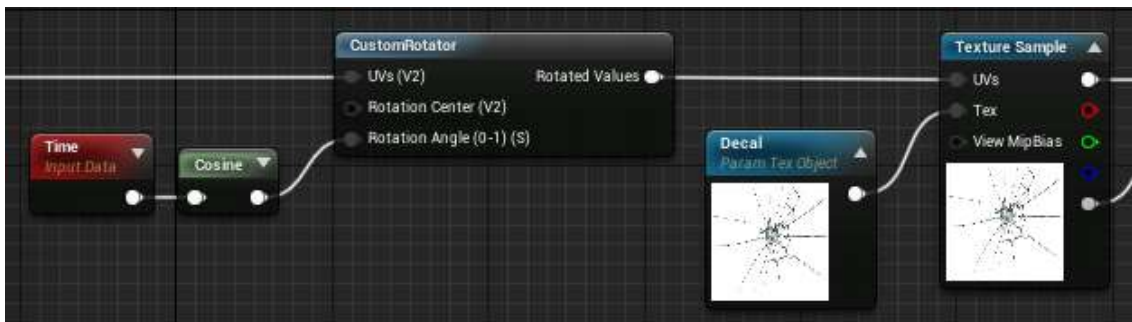 CustomRotator
UVs (V2)
Rotated Values
Rotation Center (V2)
Rotation Angle (0-1) (S)
Time
Input Data
Cosine
Decal
Param Tex Object
Texture Sample
UVs
Tex
View MipBias